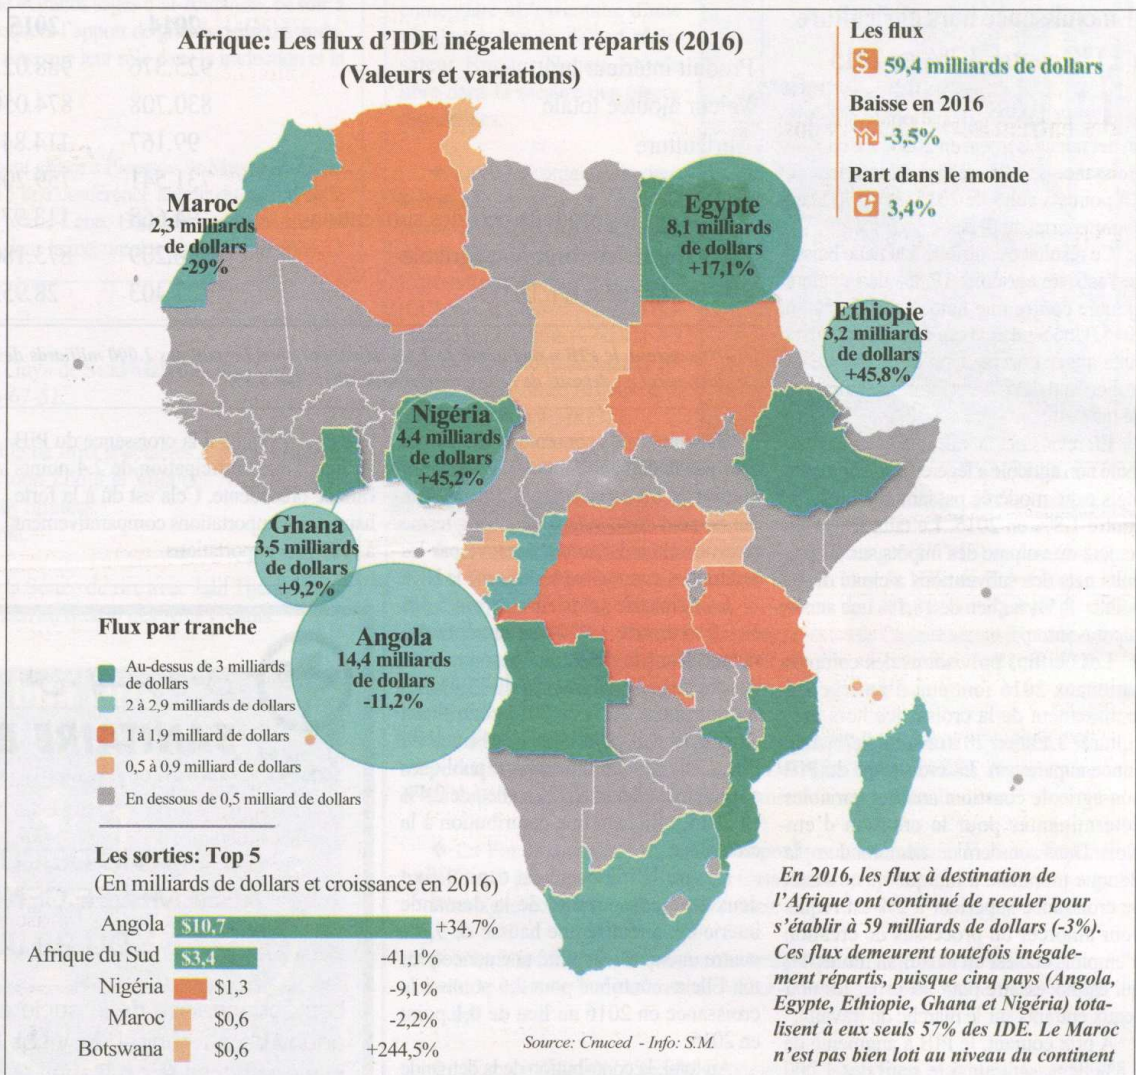 Afrique: Les flux d'IDE inégalement répartis (2016)
(Valeurs et variations)
Les flux
$ 59,4 milliards de dollars
Baisse en 2016
-3,5%
Part dans le monde
3,4%
Maroc
2,3 milliards
de dollars
-29%
Egypte
8,1 milliards
de dollars
+17,1%
Ethiopie
3,2 milliards
de dollars
+45,8%
Nigéria
4,4 milliards
de dollars
+45,2%
Ghana
3,5 milliards
de dollars
+9,2%
Angola
14,4 milliards
de dollars
-11,2%
Flux par tranche
Au-dessus de 3 milliards
de dollars
2 à 2,9 milliards de dollars
1 à 1,9 milliard de dollars
0,5 à 0,9 milliard de dollars
En dessous de 0,5 milliard de dollars
Les sorties: Top 5
(En milliards de dollars et croissance en 2016)
Angola $10,7 +34,7%
Afrique du Sud $3,4 -41,1%
Nigéria $1,3 -9,1%
Maroc $0,6 -2,2%
Botswana $0,6 +244,5%
Source: Cnuced - Info: S.M.
En 2016, les flux à destination de
l'Afrique ont continué de reculer pour
s'établir à 59 milliards de dollars (-3%).
Ces flux demeurent toutefois inégale-
ment répartis, puisque cinq pays (Angola,
Egypte, Ethiopie, Ghana et Nigéria) tota-
lisent à eux seuls 57% des IDE. Le Maroc
n'est pas bien loti au niveau du continent